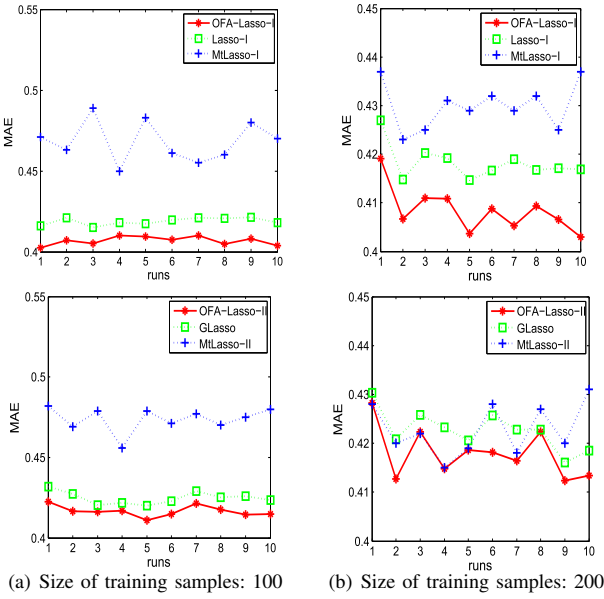 0.55
0.5
0.45
0.4
MAE
1 2 3 4 5 6 7 8 9 10
runs
OFA-Lasso-I
Lasso-I
MtLasso-I
0.45
0.44
0.43
0.42
0.41
0.4
MAE
1 2 3 4 5 6 7 8 9 10
runs
OFA-Lasso-I
Lasso-I
MtLasso-I
0.55
0.5
0.45
0.4
MAE
1 2 3 4 5 6 7 8 9 10
runs
OFA-Lasso-II
GLasso
MtLasso-II
0.45
0.44
0.43
0.42
0.41
0.4
MAE
1 2 3 4 5 6 7 8 9 10
runs
OFA-Lasso-II
GLasso
MtLasso-II
(a) Size of training samples: 100
(b) Size of training samples: 200